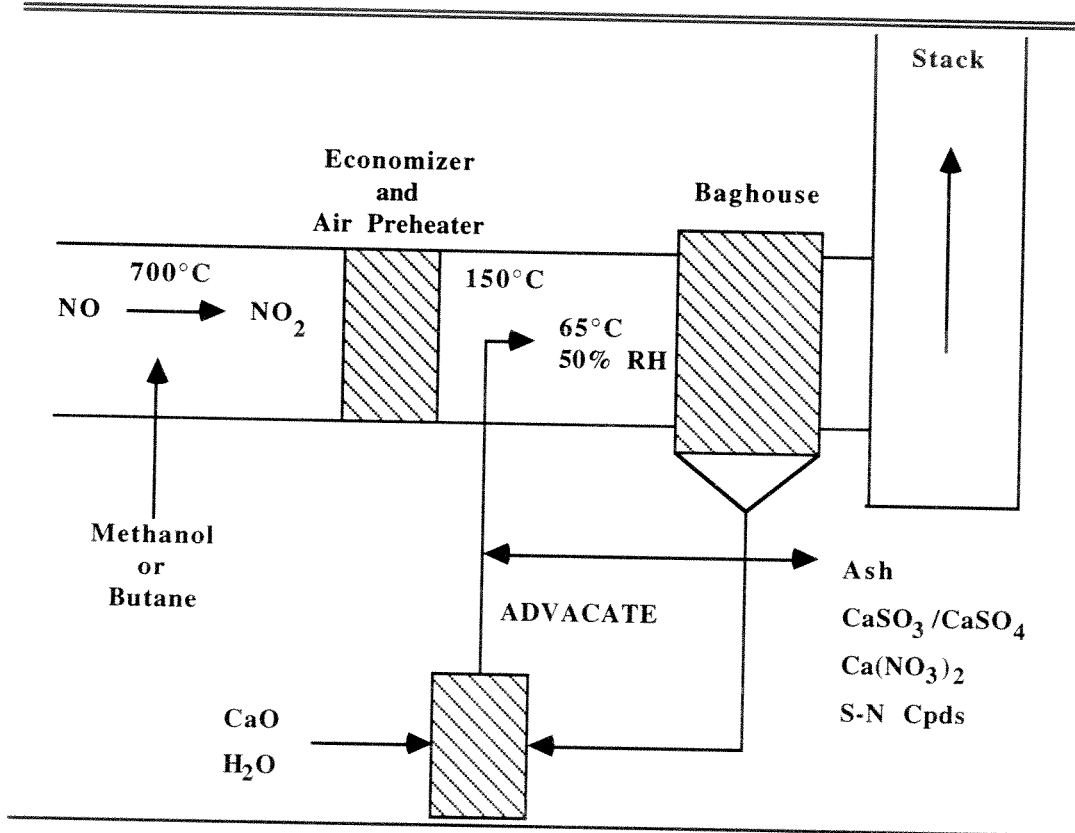 Stack
Economizer
and
Air Preheater
Baghouse
700°C
NO
NO2
150°C
65°C
50% RH
Methanol
or
Butane
ADVACATE
Ash
CaSO3/CaSO4
Ca(NO3)2
S-N Cpds
CaO
H2O